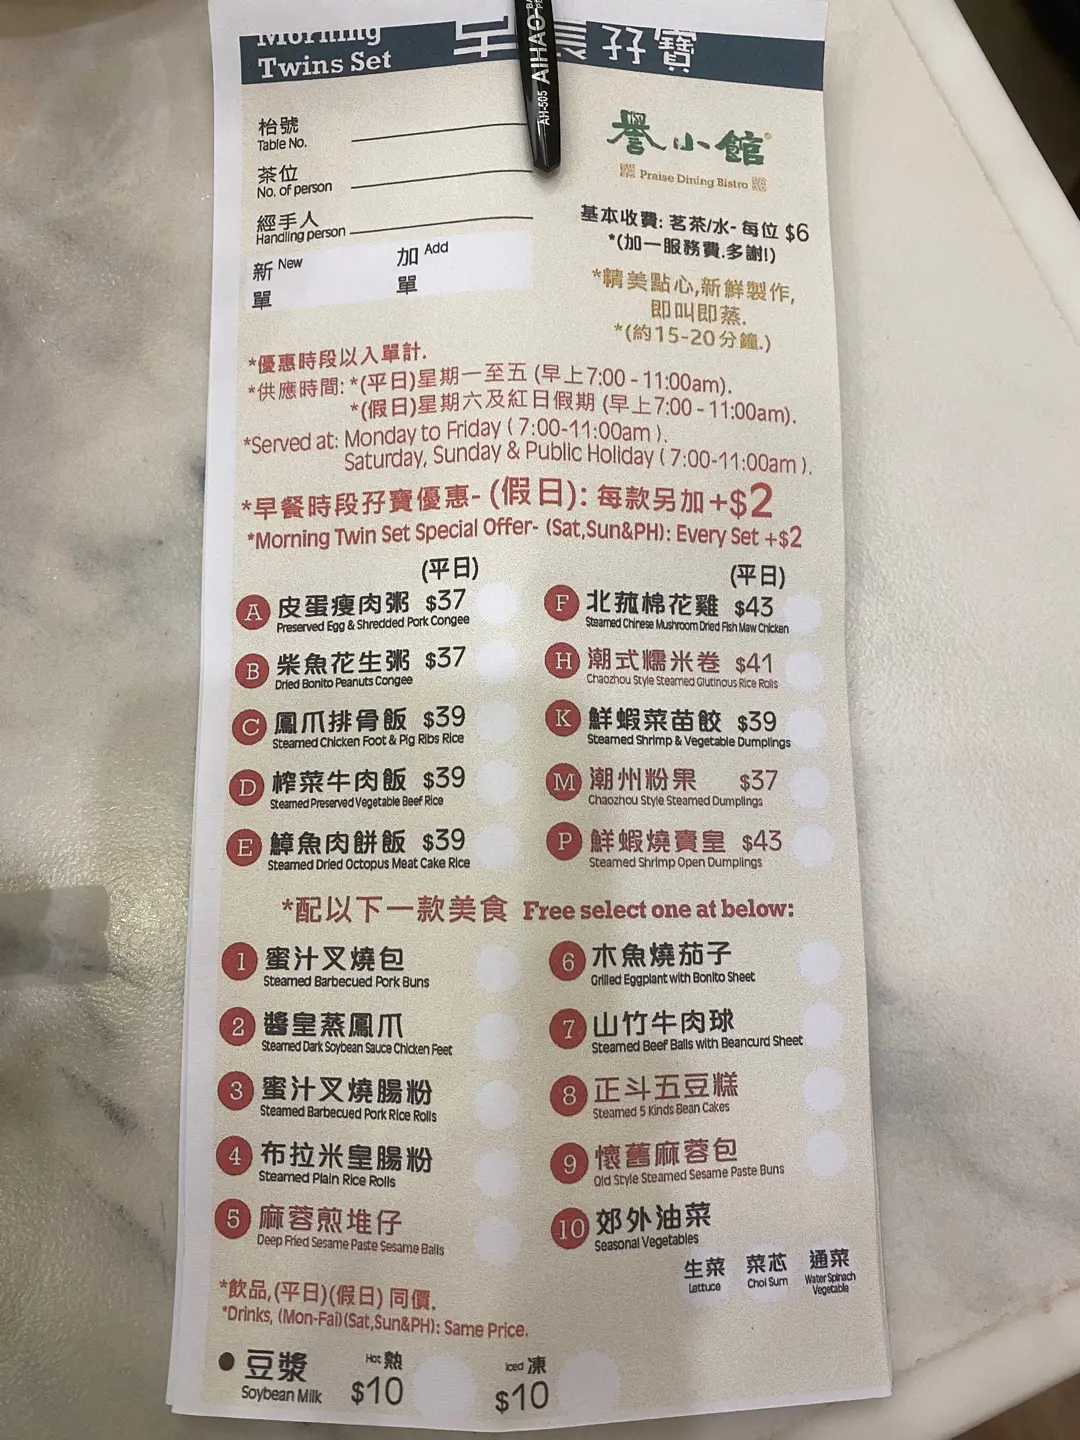 Morning
Twins Set
孖寶
AIHAO
AH-505
枱號
Table No.
茶位
No. of person
經手人
Handling person
新單 New
加單 Add
譽小館
Praise Dining Bistro
基本收費: 茗茶/水- 每位 $6
*(加一服務費.多謝!)
*精美點心,新鮮製作,
即叫即蒸.
*(約15-20分鐘.)
*優惠時段以入單計.
*供應時間: *(平日)星期一至五 (早上7:00 - 11:00am).
*(假日)星期六及紅日假期 (早上7:00 - 11:00am).
*Served at: Monday to Friday ( 7:00-11:00am ).
Saturday, Sunday & Public Holiday ( 7:00-11:00am ).
*早餐時段孖寶優惠- (假日): 每款另加+$2
*Morning Twin Set Special Offer- (Sat,Sun&PH): Every Set +$2
(平日)
A 皮蛋瘦肉粥 $37
Preserved Egg & Shredded Pork Congee
B 柴魚花生粥 $37
Dried Bonito Peanuts Congee
C 鳳爪排骨飯 $39
Steamed Chicken Foot & Pig Ribs Rice
D 榨菜牛肉飯 $39
Steamed Preserved Vegetable Beef Rice
E 鱆魚肉餅飯 $39
Steamed Dried Octopus Meat Cake Rice
(平日)
F 北菰棉花雞 $43
Steamed Chinese Mushroom Dried Fish Maw Chicken
H 潮式糯米卷 $41
Chaozhou Style Steamed Glutinous Rice Rolls
K 鮮蝦菜苗餃 $39
Steamed Shrimp & Vegetable Dumplings
M 潮州粉果 $37
Chaozhou Style Steamed Dumplings
P 鮮蝦燒賣皇 $43
Steamed Shrimp Open Dumplings
*配以下一款美食 Free select one at below:
1 蜜汁叉燒包
Steamed Barbecued Pork Buns
2 醬皇蒸鳳爪
Steamed Dark Soybean Sauce Chicken Feet
3 蜜汁叉燒腸粉
Steamed Barbecued Pork Rice Rolls
4 布拉米皇腸粉
Steamed Plain Rice Rolls
5 麻蓉煎堆仔
Deep Fried Sesame Paste Sesame Balls
6 木魚燒茄子
Grilled Eggplant with Bonito Sheet
7 山竹牛肉球
Steamed Beef Balls with Beancurd Sheet
8 正斗五豆糕
Steamed 5 Kinds Bean Cakes
9 懷舊麻蓉包
Old Style Steamed Sesame Paste Buns
10 郊外油菜
Seasonal Vegetables
生菜 菜芯 通菜
Lettuce Choi Sum Water Spinach Vegetable
*飲品,(平日)(假日) 同價.
*Drinks, (Mon-Fai)(Sat,Sun&PH): Same Price.
豆漿 Hot 熱 Iced 凍
Soybean Milk $10 $10